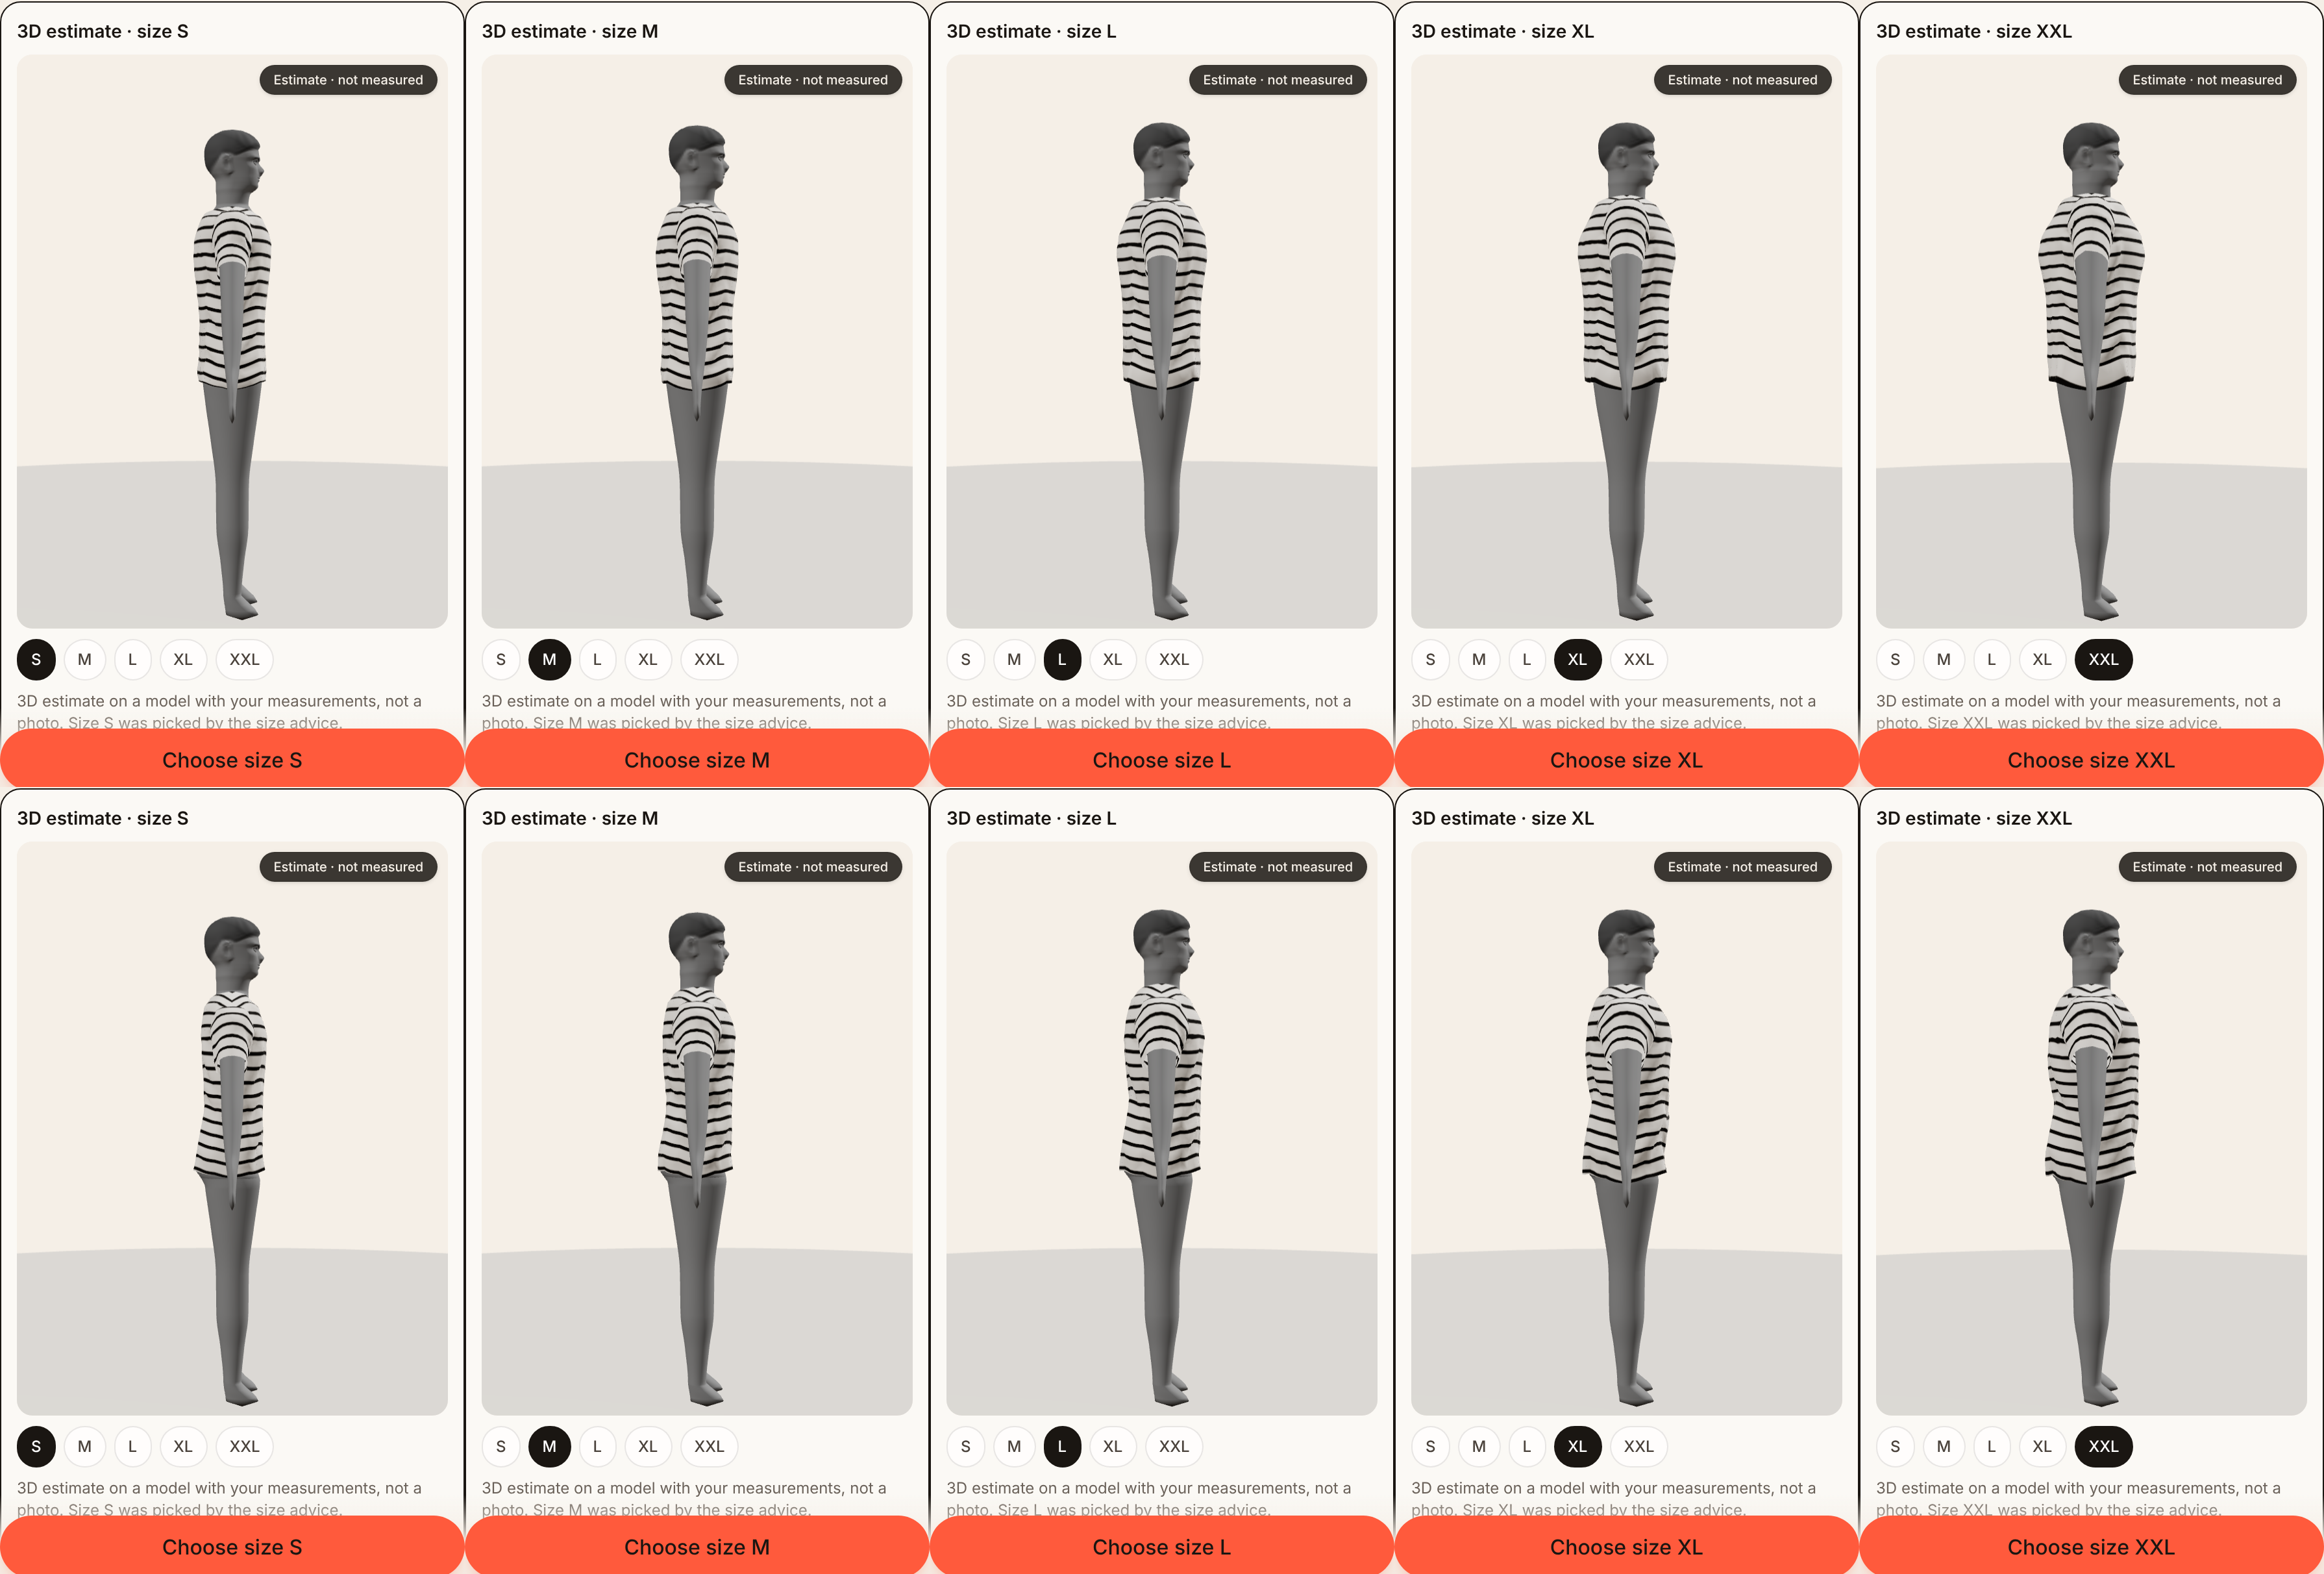 3D estimate · size S
Estimate · not measured
S M L XL XXL
3D estimate on a model with your measurements, not a
photo. Size S was picked by the size advice.
Choose size S
3D estimate · size M
Estimate · not measured
S M L XL XXL
3D estimate on a model with your measurements, not a
photo. Size M was picked by the size advice.
Choose size M
3D estimate · size L
Estimate · not measured
S M L XL XXL
3D estimate on a model with your measurements, not a
photo. Size L was picked by the size advice.
Choose size L
3D estimate · size XL
Estimate · not measured
S M L XL XXL
3D estimate on a model with your measurements, not a
photo. Size XL was picked by the size advice.
Choose size XL
3D estimate · size XXL
Estimate · not measured
S M L XL XXL
3D estimate on a model with your measurements, not a
photo. Size XXL was picked by the size advice.
Choose size XXL
3D estimate · size S
Estimate · not measured
S M L XL XXL
3D estimate on a model with your measurements, not a
photo. Size S was picked by the size advice.
Choose size S
3D estimate · size M
Estimate · not measured
S M L XL XXL
3D estimate on a model with your measurements, not a
photo. Size M was picked by the size advice.
Choose size M
3D estimate · size L
Estimate · not measured
S M L XL XXL
3D estimate on a model with your measurements, not a
photo. Size L was picked by the size advice.
Choose size L
3D estimate · size XL
Estimate · not measured
S M L XL XXL
3D estimate on a model with your measurements, not a
photo. Size XL was picked by the size advice.
Choose size XL
3D estimate · size XXL
Estimate · not measured
S M L XL XXL
3D estimate on a model with your measurements, not a
photo. Size XXL was picked by the size advice.
Choose size XXL